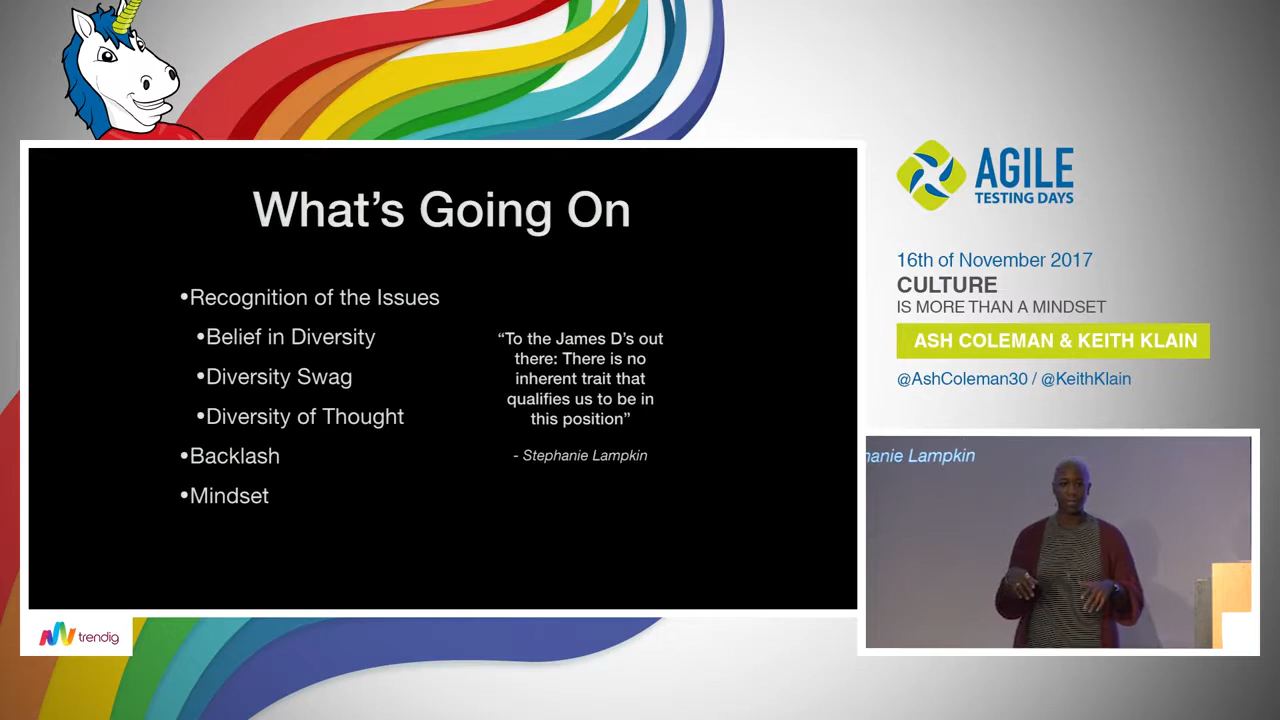 What's Going On
•Recognition of the Issues
•Belief in Diversity
•Diversity Swag
•Diversity of Thought
•Backlash
•Mindset
“To the James D’s out
there: There is no
inherent trait that
qualifies us to be in
this position”
- Stephanie Lampkin
trendig
AGILE
TESTING DAYS
16th of November 2017
CULTURE
IS MORE THAN A MINDSET
ASH COLEMAN & KEITH KLAIN
@AshColeman30 / @KeithKlain
hanie Lampkin